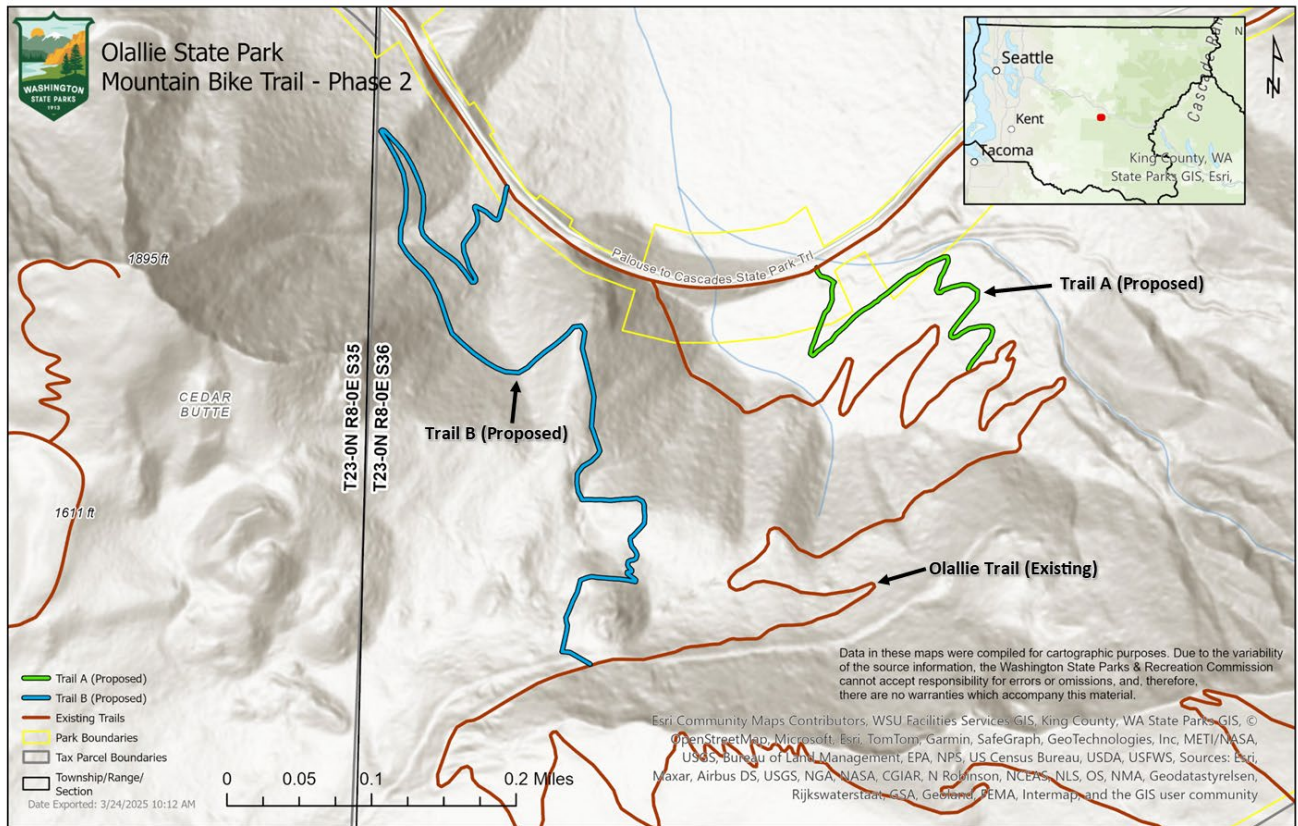 WASHINGTON
STATE PARKS
1913
Olallie State Park
Mountain Bike Trail - Phase 2
Seattle
Kent
Tacoma
King County, WA
State Parks GIS, Esri,
N
N
1895 ft
Palouse to Cascades State Park Trl
Trail A (Proposed)
T23-0N R8-0E S35
T23-0N R8-0E S36
CEDAR
BUTTE
Trail B (Proposed)
1611 ft
Olallie Trail (Existing)
Data in these maps were compiled for cartographic purposes. Due to the variability
of the source information, the Washington State Parks & Recreation Commission
cannot accept responsibility for errors or omissions, and, therefore,
there are no warranties which accompany this material.
Trail A (Proposed)
Trail B (Proposed)
Existing Trails
Park Boundaries
Tax Parcel Boundaries
Township/Range/
Section
Date Exported: 3/24/2025 10:12 AM
0 0.05 0.1 0.2 Miles
Esri Community Maps Contributors, WSU Facilities Services GIS, King County, WA State Parks GIS, ©
OpenStreetMap, Microsoft, Esri, TomTom, Garmin, SafeGraph, GeoTechnologies, Inc, METI/NASA,
USGS, Bureau of Land Management, EPA, NPS, US Census Bureau, USDA, USFWS, Sources: Esri,
Maxar, Airbus DS, USGS, NGA, NASA, CGIAR, N Robinson, NCEAS, NLS, OS, NMA, Geodatastyrelsen,
Rijkswaterstaat, GSA, Geoland, FEMA, Intermap, and the GIS user community